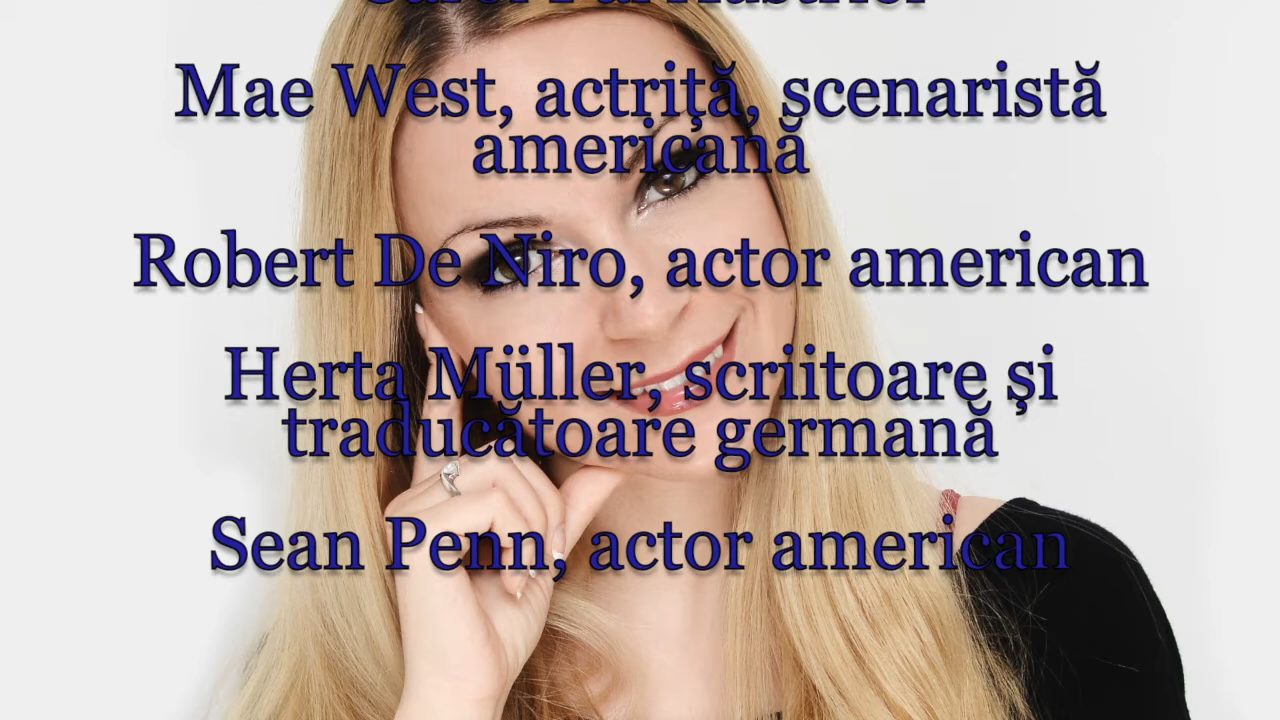 Mae West, actriță, scenaristă
americană
Robert De Niro, actor american
Herta Müller, scriitoare și
traducătoare germană
Sean Penn, actor american